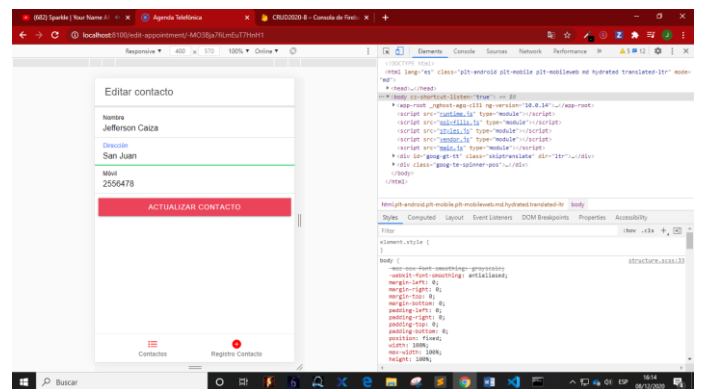 (682) Sparkle | Your Name A
Agenda Telefónica
CRUD2020-B – Consola de Fireb
localhost:8100/edit-appointment/-MO3Bja7fiLmEuT7HnH1
Responsive ▼ 400 x 570 100% ▼ Online ▼
Elements Console Sources Network Performance » 5 12
<!DOCTYPE html>
<html lang="es" class="plt-android plt-mobile plt-mobileweb md hydrated translated-ltr" mode=
"md">
<head>…</head>
<body cz-shortcut-listen="true"> == $0
<app-root _nghost-agq-c131 ng-version="10.0.14">…</app-root>
<script src="runtime.js" type="module"></script>
<script src="polyfills.js" type="module"></script>
<script src="styles.js" type="module"></script>
<script src="vendor.js" type="module"></script>
<script src="main.js" type="module"></script>
<div id="goog-gt-tt" class="skiptranslate" dir="ltr">…</div>
<div class="goog-te-spinner-pos">…</div>
</body>
</html>
html.plt-android.plt-mobile.plt-mobileweb.md.hydrated.translated-ltr body
Styles Computed Layout Event Listeners DOM Breakpoints Properties Accessibility
Filter :hov .cls +
element.style {
}
body { structure.scss:33
-moz-osx-font-smoothing: grayscale;
-webkit-font-smoothing: antialiased;
margin-left: 0;
margin-right: 0;
margin-top: 0;
margin-bottom: 0;
padding-left: 0;
padding-right: 0;
padding-top: 0;
padding-bottom: 0;
position: fixed;
width: 100%;
max-width: 100%;
height: 100%;
Editar contacto
Nombre
Jefferson Caiza
Dirección
San Juan
Móvil
2556478
ACTUALIZAR CONTACTO
Contactos Registro Contacto
Buscar
ESP
16:14
08/12/2020